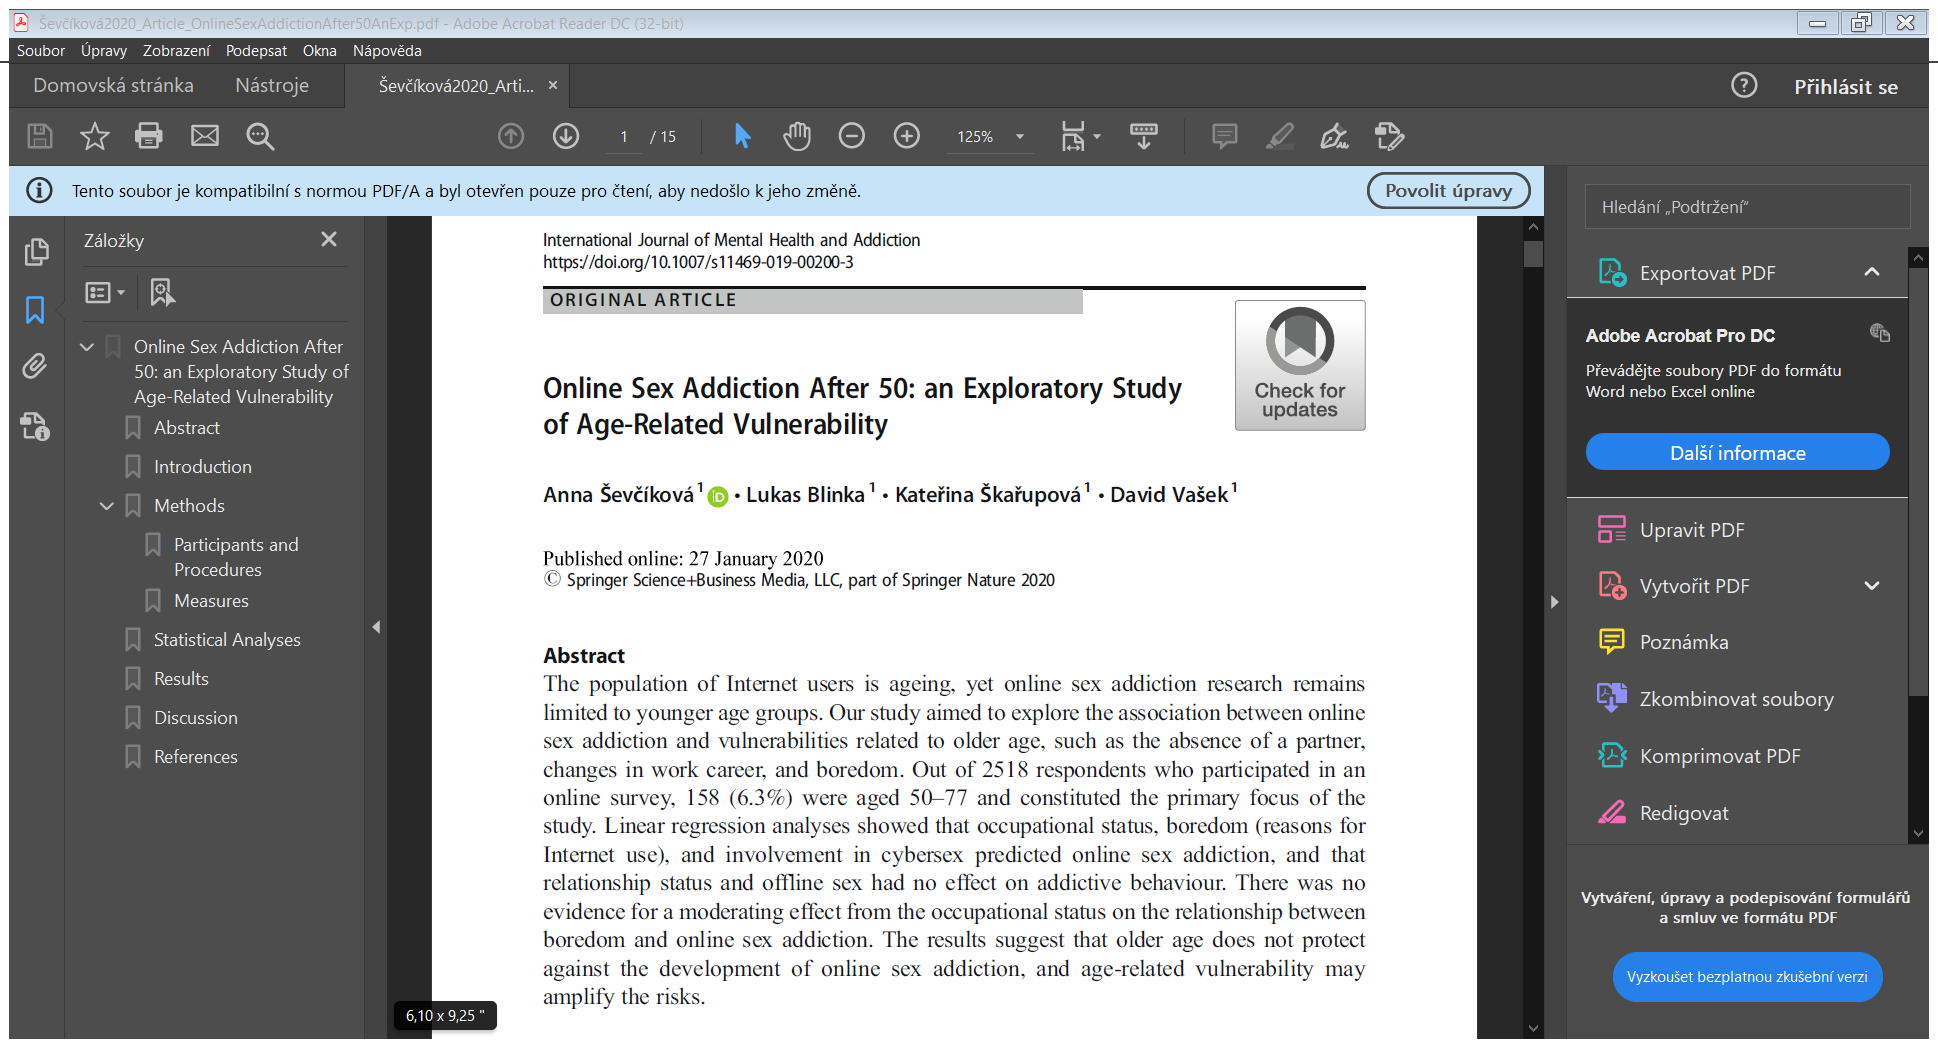 Ševčíková2020_Article_OnlineSexAddictionAfter50AnExp.pdf - Adobe Acrobat Reader DC (32-bit)
Soubor Úpravy Zobrazení Podepsat Okna Nápověda
Domovská stránka Nástroje Ševčíková2020_Arti... × ? Přihlásit se
1 / 15 125%
Tento soubor je kompatibilní s normou PDF/A a byl otevřen pouze pro čtení, aby nedošlo k jeho změně. Povolit úpravy
Záložky
Online Sex Addiction After
50: an Exploratory Study of
Age-Related Vulnerability
Abstract
Introduction
Methods
Participants and
Procedures
Measures
Statistical Analyses
Results
Discussion
References
International Journal of Mental Health and Addiction
https://doi.org/10.1007/s11469-019-00200-3
ORIGINAL ARTICLE
Check for
updates
Online Sex Addiction After 50: an Exploratory Study
of Age-Related Vulnerability
Anna Ševčíková 1 iD • Lukas Blinka 1 • Kateřina Škařupová 1 • David Vašek 1
Published online: 27 January 2020
© Springer Science+Business Media, LLC, part of Springer Nature 2020
Abstract
The population of Internet users is ageing, yet online sex addiction research remains
limited to younger age groups. Our study aimed to explore the association between online
sex addiction and vulnerabilities related to older age, such as the absence of a partner,
changes in work career, and boredom. Out of 2518 respondents who participated in an
online survey, 158 (6.3%) were aged 50–77 and constituted the primary focus of the
study. Linear regression analyses showed that occupational status, boredom (reasons for
Internet use), and involvement in cybersex predicted online sex addiction, and that
relationship status and offline sex had no effect on addictive behaviour. There was no
evidence for a moderating effect from the occupational status on the relationship between
boredom and online sex addiction. The results suggest that older age does not protect
against the development of online sex addiction, and age-related vulnerability may
amplify the risks.
6,10 x 9,25 "
Hledání „Podtržení“
Exportovat PDF
Adobe Acrobat Pro DC
Převádějte soubory PDF do formátu
Word nebo Excel online
Další informace
Upravit PDF
Vytvořit PDF
Poznámka
Zkombinovat soubory
Komprimovat PDF
Redigovat
Vytváření, úpravy a podepisování formulářů
a smluv ve formátu PDF
Vyzkoušet bezplatnou zkušební verzi